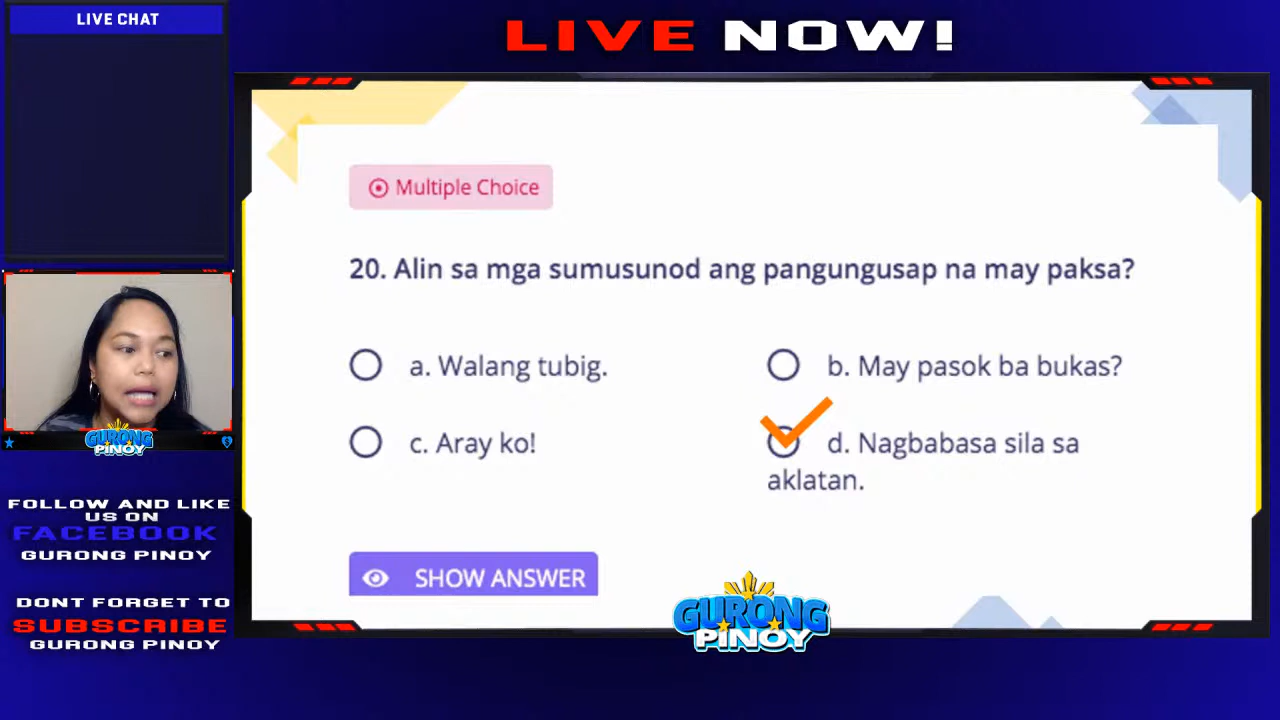 LIVE CHAT
LIVE NOW!
Multiple Choice
20. Alin sa mga sumusunod ang pangungusap na may paksa?
a. Walang tubig.
b. May pasok ba bukas?
c. Aray ko!
d. Nagbabasa sila sa
aklatan.
SHOW ANSWER
GURONG
PINOY
GURONG
PINOY
FOLLOW AND LIKE
US ON
FACEBOOK
GURONG PINOY
DONT FORGET TO
SUBSCRIBE
GURONG PINOY